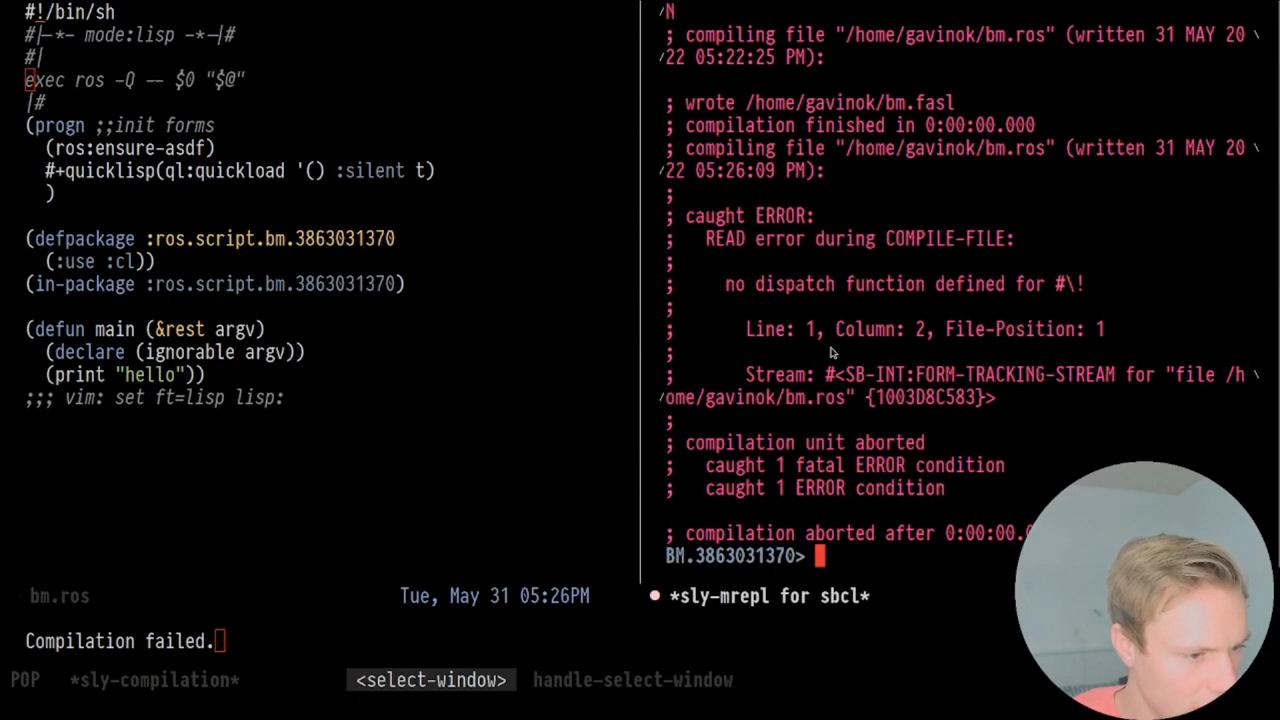 #!/bin/sh
#|-*- mode:lisp -*-|#
#|
exec ros -Q -- $0 "$@"
|#
(progn ;;init forms
  (ros:ensure-asdf)
  #+quicklisp(ql:quickload '() :silent t)
  )
(defpackage :ros.script.bm.3863031370
  (:use :cl))
(in-package :ros.script.bm.3863031370)
(defun main (&rest argv)
  (declare (ignorable argv))
  (print "hello"))
;;; vim: set ft=lisp lisp:
bm.ros
Tue, May 31 05:26PM
N
; compiling file "/home/gavinok/bm.ros" (written 31 MAY 20
22 05:22:25 PM):
; wrote /home/gavinok/bm.fasl
; compilation finished in 0:00:00.000
; compiling file "/home/gavinok/bm.ros" (written 31 MAY 20
22 05:26:09 PM):
;
; caught ERROR:
;   READ error during COMPILE-FILE:
;
;     no dispatch function defined for #\!
;
;       Line: 1, Column: 2, File-Position: 1
;
;       Stream: #<SB-INT:FORM-TRACKING-STREAM for "file /h
ome/gavinok/bm.ros" {1003D8C583}>
;
; compilation unit aborted
;   caught 1 fatal ERROR condition
;   caught 1 ERROR condition
; compilation aborted after 0:00:00.
BM.3863031370>
*sly-mrepl for sbcl*
Compilation failed.
POP *sly-compilation* <select-window> handle-select-window